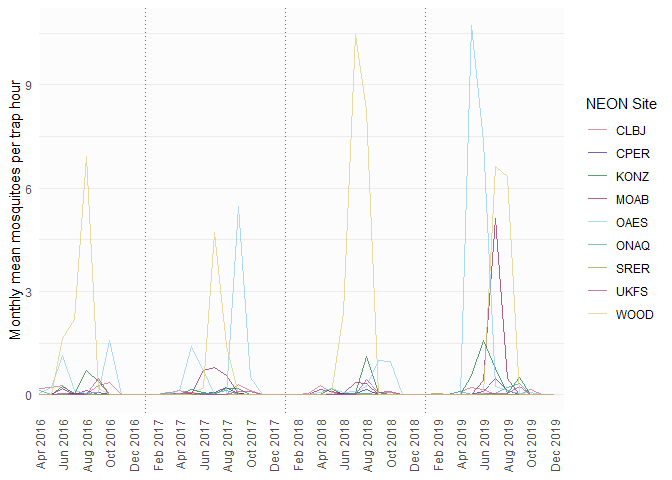 Monthly mean mosquitoes per trap hour
9
6
3
0
Apr 2016
Jun 2016
Aug 2016
Oct 2016
Dec 2016
Feb 2017
Apr 2017
Jun 2017
Aug 2017
Oct 2017
Dec 2017
Feb 2018
Apr 2018
Jun 2018
Aug 2018
Oct 2018
Dec 2018
Feb 2019
Apr 2019
Jun 2019
Aug 2019
Oct 2019
Dec 2019
NEON Site
CLBJ
CPER
KONZ
MOAB
OAES
ONAQ
SRER
UKFS
WOOD